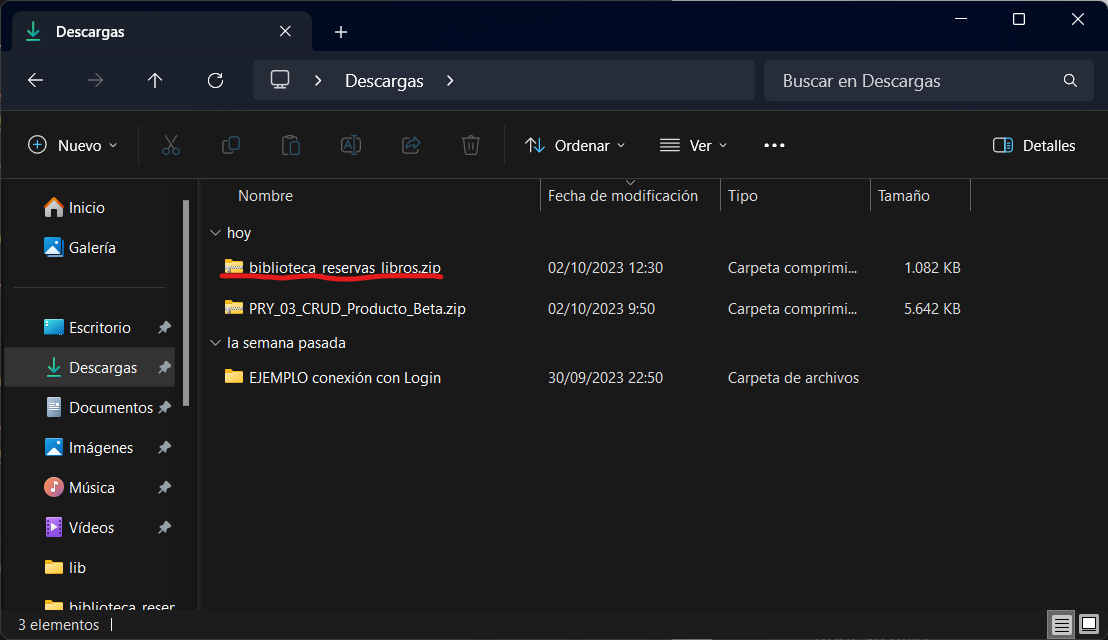 Descargas
Descargas
Buscar en Descargas
Nuevo
Ordenar
Ver
Detalles
Nombre
Fecha de modificación
Tipo
Tamaño
Inicio
Galería
Escritorio
Descargas
Documentos
Imágenes
Música
Vídeos
lib
biblioteca_reser
hoy
biblioteca_reservas_libros.zip 02/10/2023 12:30 Carpeta comprimi... 1.082 KB
PRY_03_CRUD_Producto_Beta.zip 02/10/2023 9:50 Carpeta comprimi... 5.642 KB
la semana pasada
EJEMPLO conexión con Login 30/09/2023 22:50 Carpeta de archivos
3 elementos